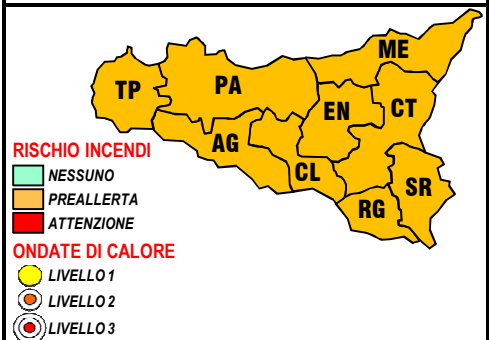 ME
TP
PA
EN
CT
AG
CL
SR
RG
RISCHIO INCENDI
NESSUNO
PREALLERTA
ATTENZIONE
ONDATE DI CALORE
LIVELLO 1
LIVELLO 2
LIVELLO 3